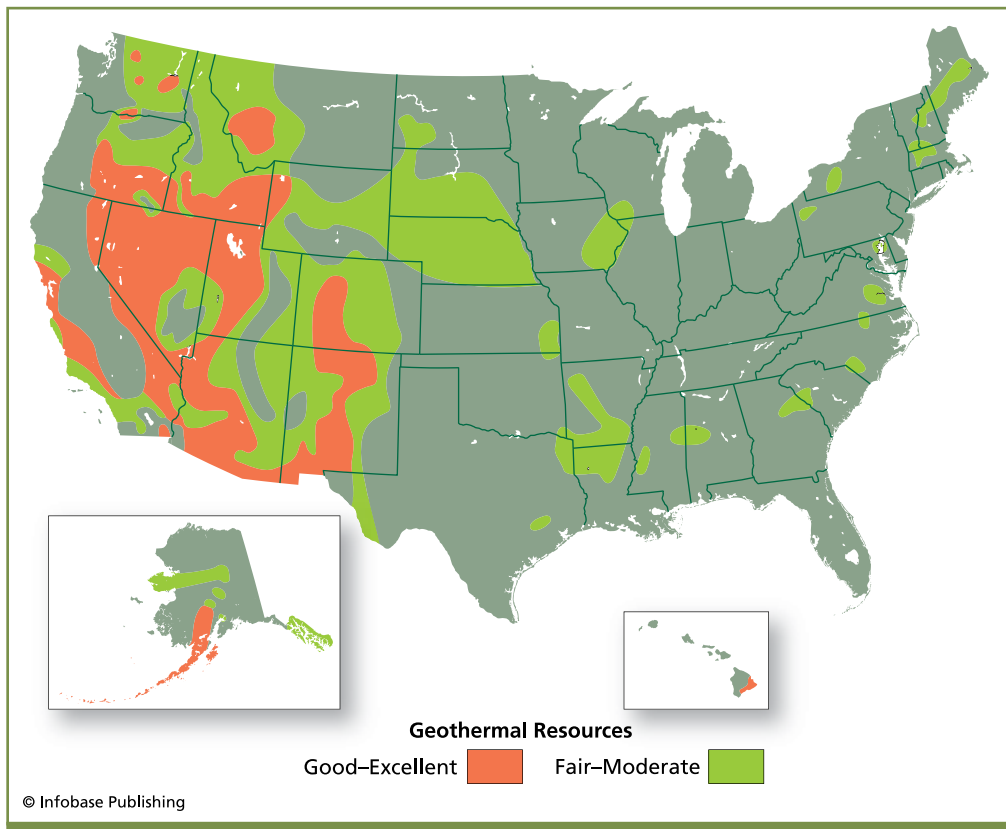 Geothermal Resources
Good–Excellent Fair–Moderate
© Infobase Publishing